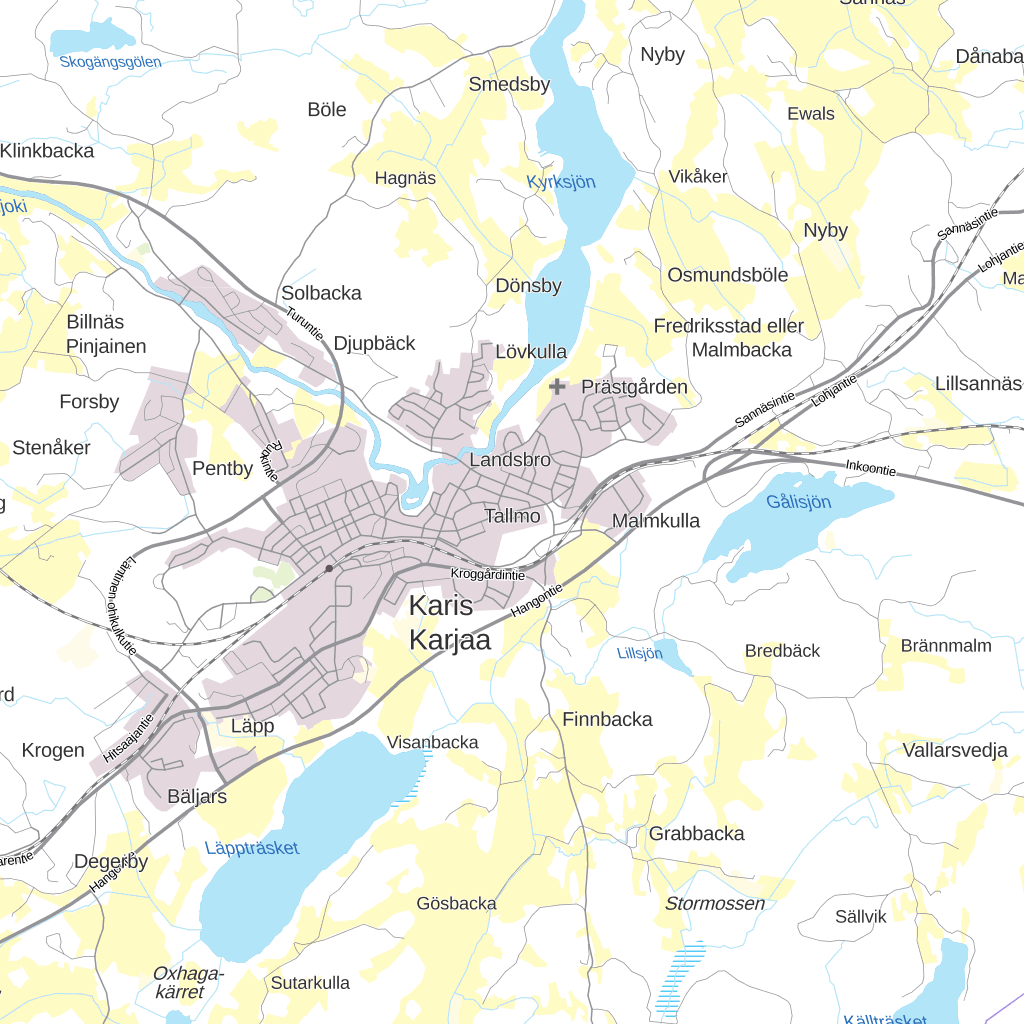 Sannäs
Nyby
Dånaba
Skogängsgölen
Smedsby
Böle
Ewals
Klinkbacka
Hagnäs
Kyrksjön
Vikåker
joki
Sannäsintie
Nyby
Lohjantie
Osmundsböle
Ma
Dönsby
Solbacka
Turuntie
Billnäs
Pinjainen
Fredriksstad eller
Malmbacka
Djupbäck
Lövkulla
Prästgården
Lillsannäs
Lohjantie
Forsby
Sannäsintie
Stenåker
Landsbro
Pentby
Inkoontie
g
Gålisjön
Tallmo
Malmkulla
Läntinen ohikulkutie
Kroggårdintie
Hangontie
Karis
Karjaa
Lillsjön
Bredbäck
Brännmalm
rd
Läpp
Finnbacka
Hitsaajantie
Krogen
Visanbacka
Vallarsvedja
Bäljars
Grabbacka
Läppträsket
arentie
Degerby
Gösbacka
Stormossen
Sällvik
Oxhaga-
kärret
Sutarkulla
Källträsket